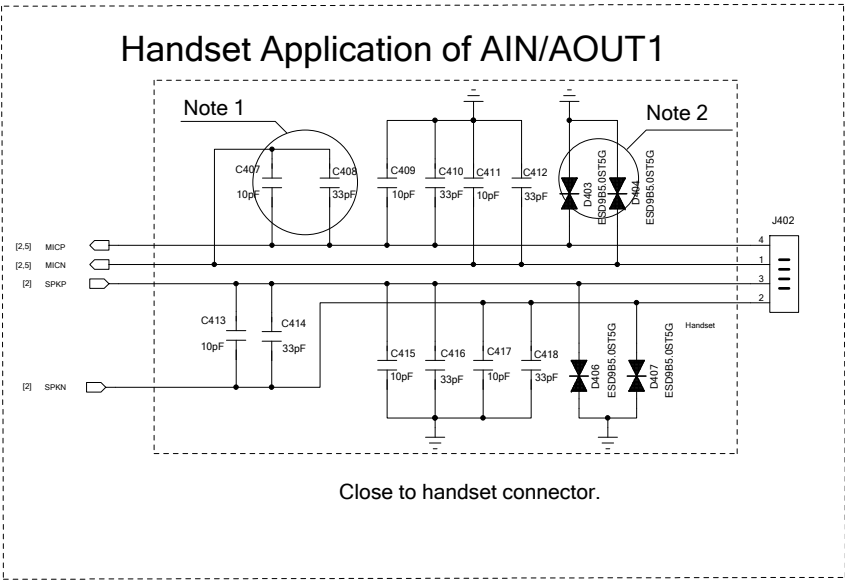 Handset Application of AIN/AOUT1
Note 1
Note 2
C407
10pF
C408
33pF
C409
10pF
C410
33pF
C411
10pF
C412
33pF
D403
ESD9B5.0ST5G
D404
ESD9B5.0ST5G
J402
[2,5] MICP
[2,5] MICN
[2] SPKP
[2] SPKN
4
1
3
2
Handset
C413
10pF
C414
33pF
C415
10pF
C416
33pF
C417
10pF
C418
33pF
D406
ESD9B5.0ST5G
D407
ESD9B5.0ST5G
Close to handset connector.